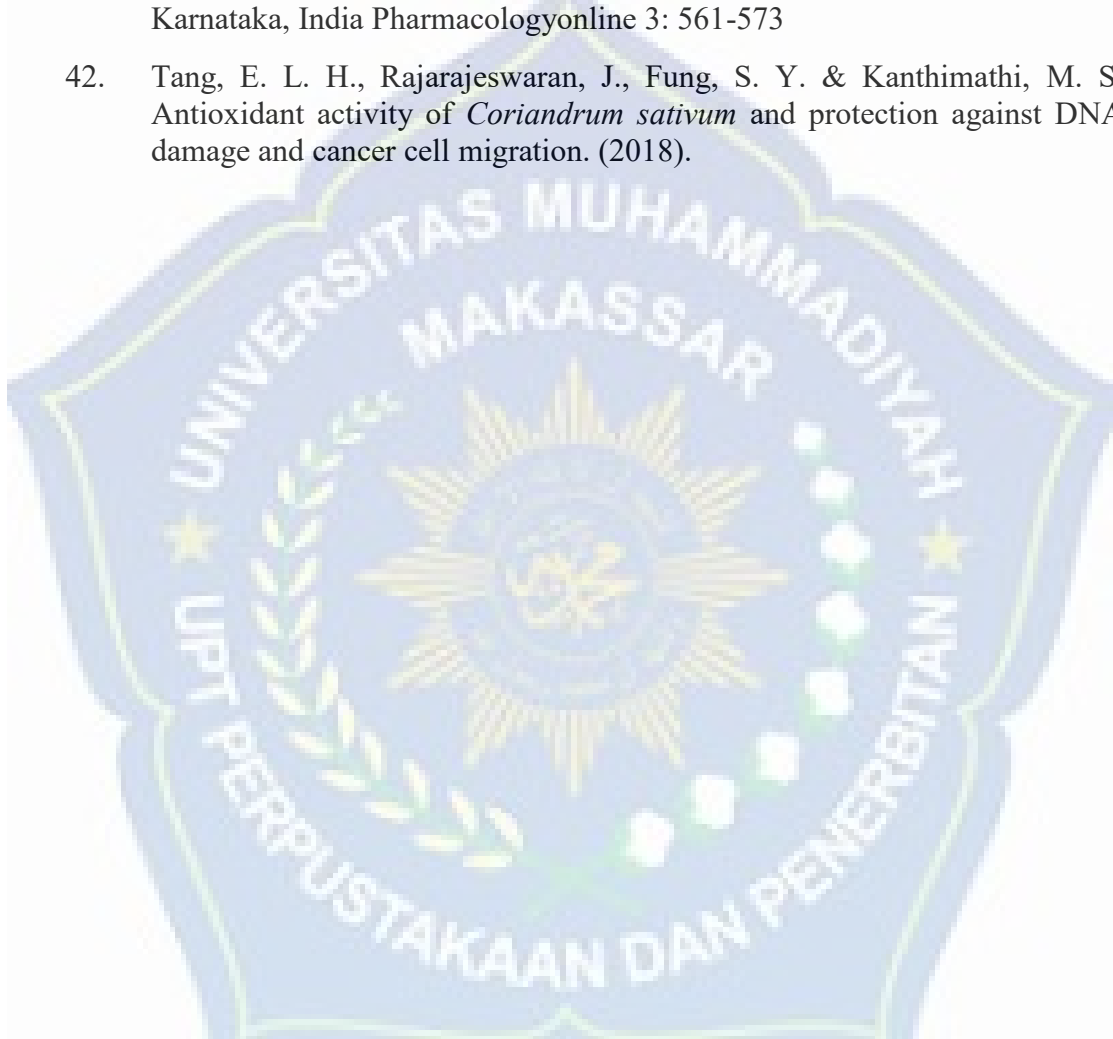 Karnataka, India Pharmacologyonline 3: 561-573
42. Tang, E. L. H., Rajarajeswaran, J., Fung, S. Y. & Kanthimathi, M. S
Antioxidant activity of Coriandrum sativum and protection against DNA
damage and cancer cell migration. (2018).
UNIVERSITAS MUHAMMADIYAH
MAKASSAR
UPT PERPUSTAKAAN DAN PENERBITAN